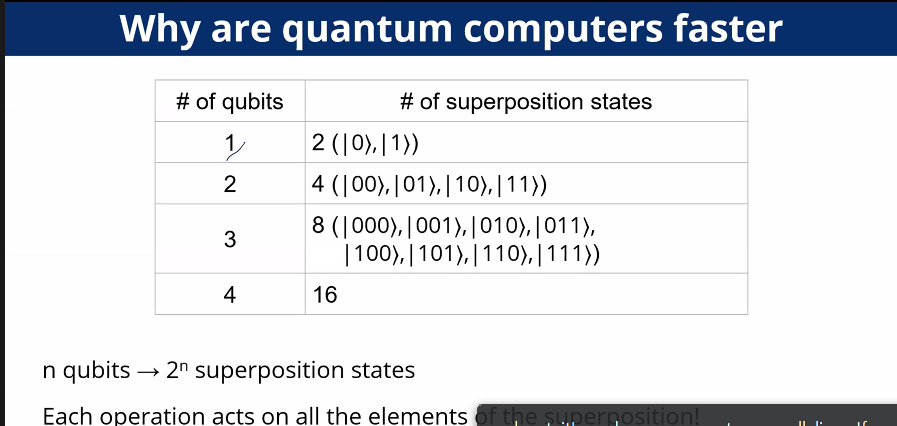 Why are quantum computers faster
# of qubits # of superposition states
1 2 (|0⟩,|1⟩)
2 4 (|00⟩,|01⟩,|10⟩,|11⟩)
3 8 (|000⟩,|001⟩,|010⟩,|011⟩,
|100⟩,|101⟩,|110⟩,|111⟩)
4 16
n qubits → 2ⁿ superposition states
Each operation acts on all the elements of the superposition!